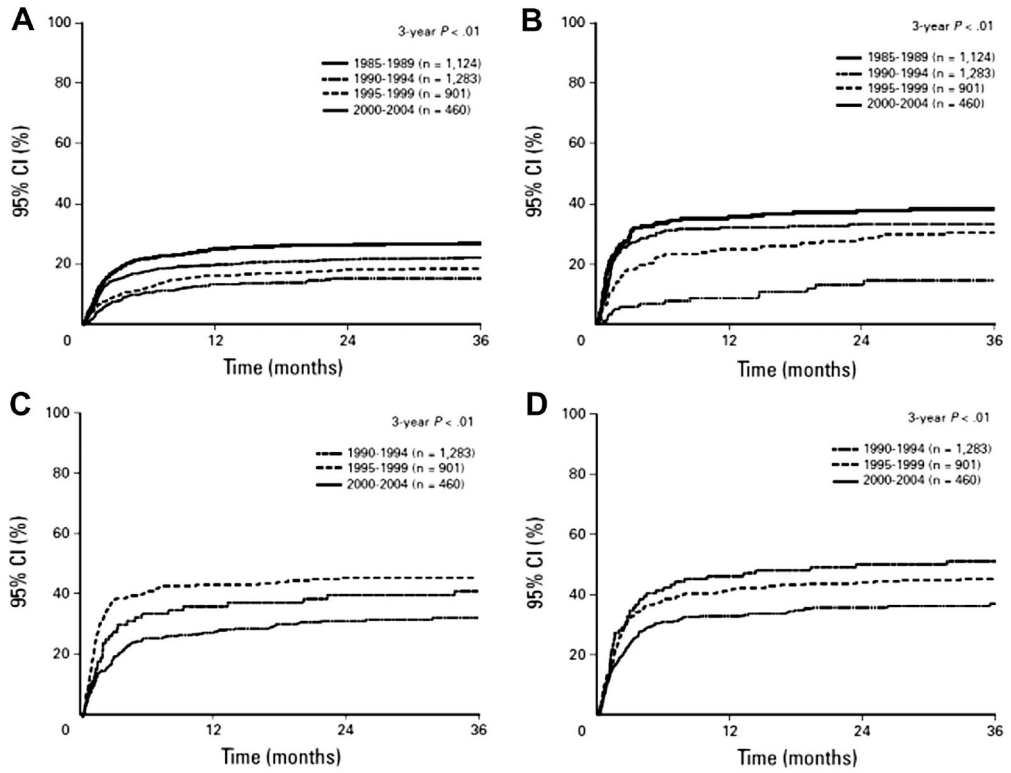 A
3-year P < .01
1985-1989 (n = 1,124)
1990-1994 (n = 1,283)
1995-1999 (n = 901)
2000-2004 (n = 460)
95% CI (%)
100
80
60
40
20
0
12
24
36
Time (months)
B
3-year P < .01
1985-1989 (n = 1,124)
1990-1994 (n = 1,283)
1995-1999 (n = 901)
2000-2004 (n = 460)
95% CI (%)
100
80
60
40
20
0
12
24
36
Time (months)
C
3-year P < .01
1990-1994 (n = 1,283)
1995-1999 (n = 901)
2000-2004 (n = 460)
95% CI (%)
100
80
60
40
20
0
12
24
36
Time (months)
D
3-year P < .01
1990-1994 (n = 1,283)
1995-1999 (n = 901)
2000-2004 (n = 460)
95% CI (%)
100
80
60
40
20
0
12
24
36
Time (months)